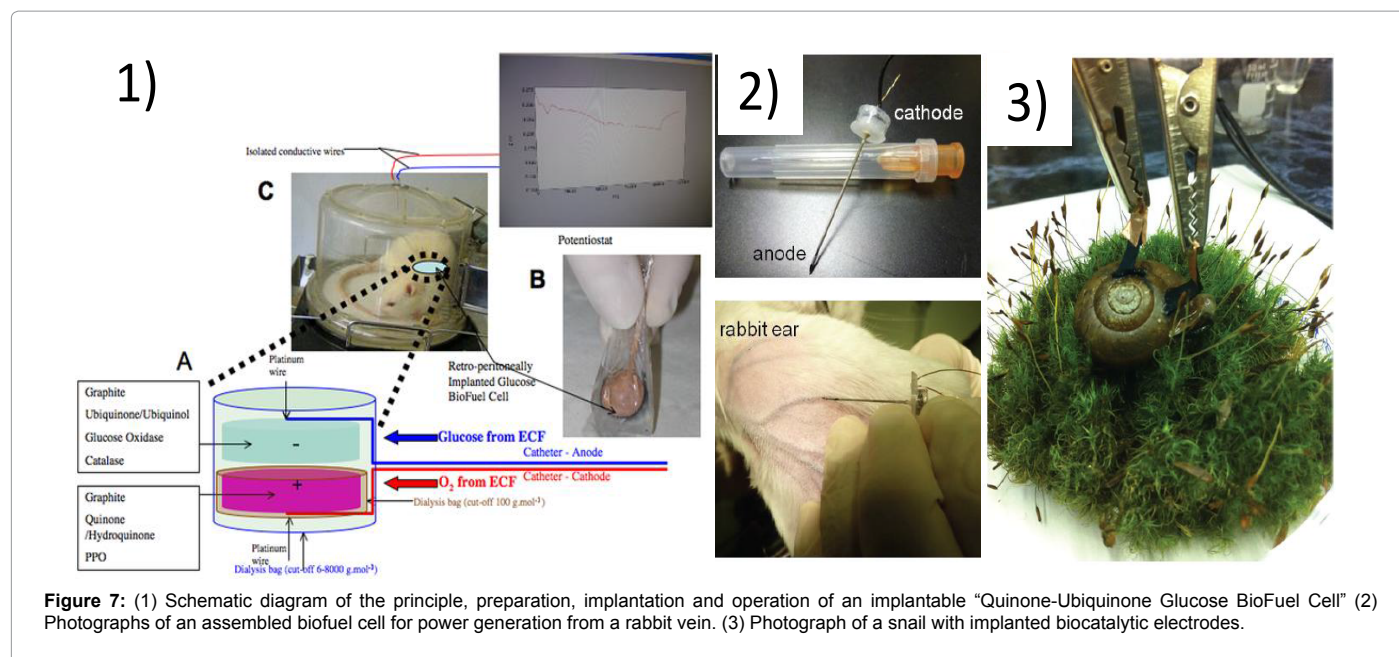 1)
Isolated conductive wires
C
Potentiostat
B
A
Platinum
wire
Retro-peritoneally
Implanted Glucose
BioFuel Cell
Graphite
Ubiquinone/Ubiquinol
Glucose Oxidase
Catalase
-
Glucose from ECF
Catheter - Anode
Catheter - Cathode
+
O₂ from ECF
Dialysis bag (cut-off 100 g.mol⁻¹)
Graphite
Quinone
/Hydroquinone
PPO
Platinum
wire
Dialysis bag (cut-off 6-8000 g.mol⁻¹)
2)
cathode
anode
rabbit ear
3)
Figure 7: (1) Schematic diagram of the principle, preparation, implantation and operation of an implantable “Quinone-Ubiquinone Glucose BioFuel Cell” (2)
Photographs of an assembled biofuel cell for power generation from a rabbit vein. (3) Photograph of a snail with implanted biocatalytic electrodes.